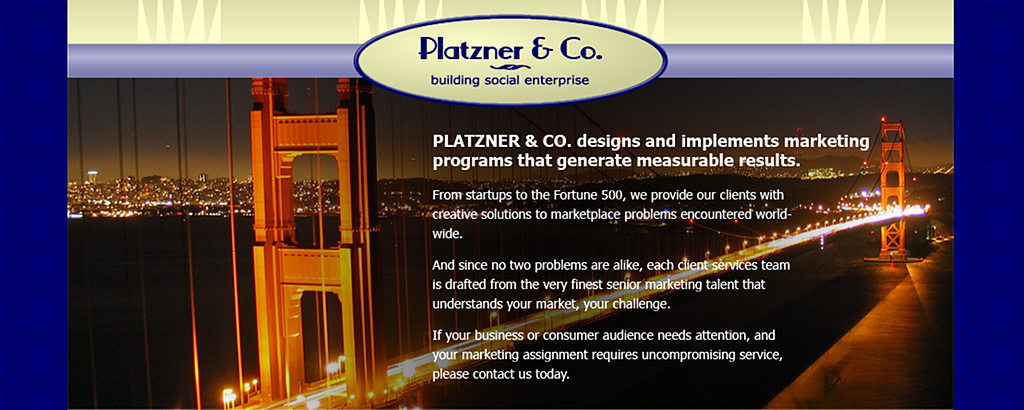 Platzner & Co.
building social enterprise
PLATZNER & CO. designs and implements marketing
programs that generate measurable results.
From startups to the Fortune 500, we provide our clients with
creative solutions to marketplace problems encountered world-
wide.
And since no two problems are alike, each client services team
is drafted from the very finest senior marketing talent that
understands your market, your challenge.
If your business or consumer audience needs attention, and
your marketing assignment requires uncompromising service,
please contact us today.